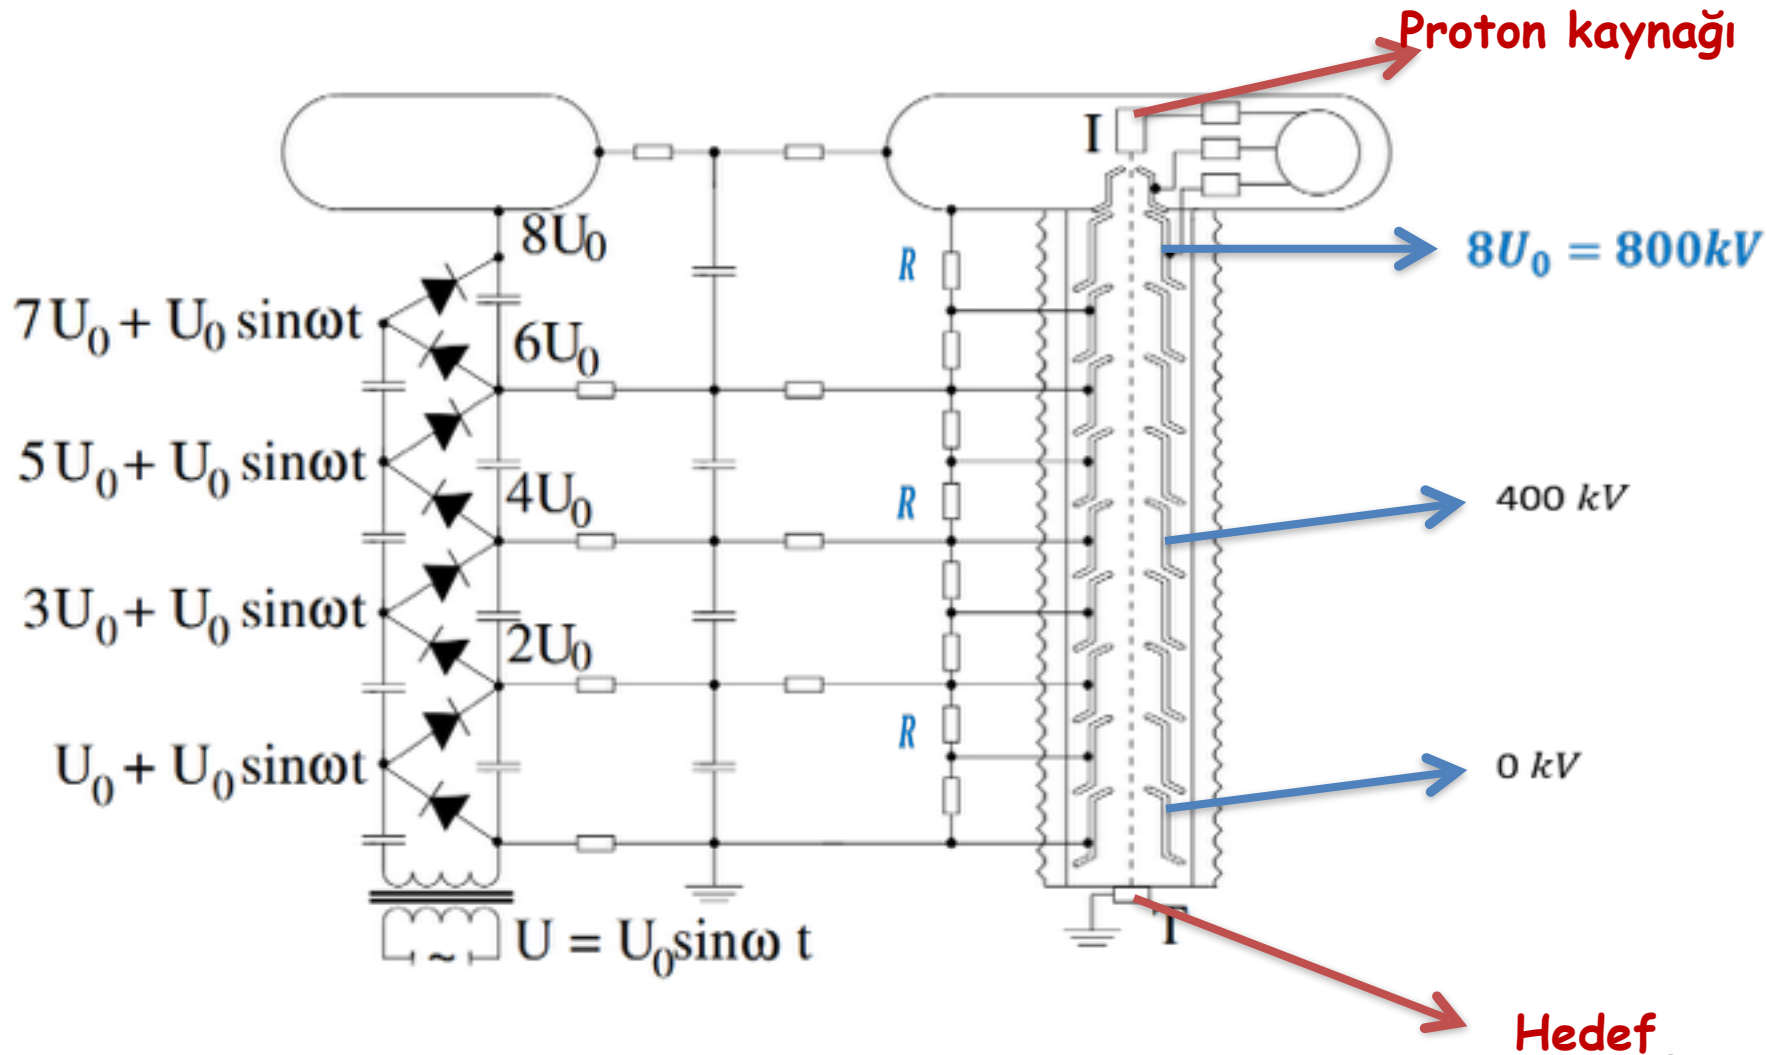 Proton kaynağı
I
8U₀
R
8U₀ = 800kV
7U₀ + U₀ sinωt
6U₀
5U₀ + U₀ sinωt
4U₀
R
400 kV
3U₀ + U₀ sinωt
2U₀
R
U₀ + U₀ sinωt
0 kV
~
U = U₀sinω t
T
Hedef